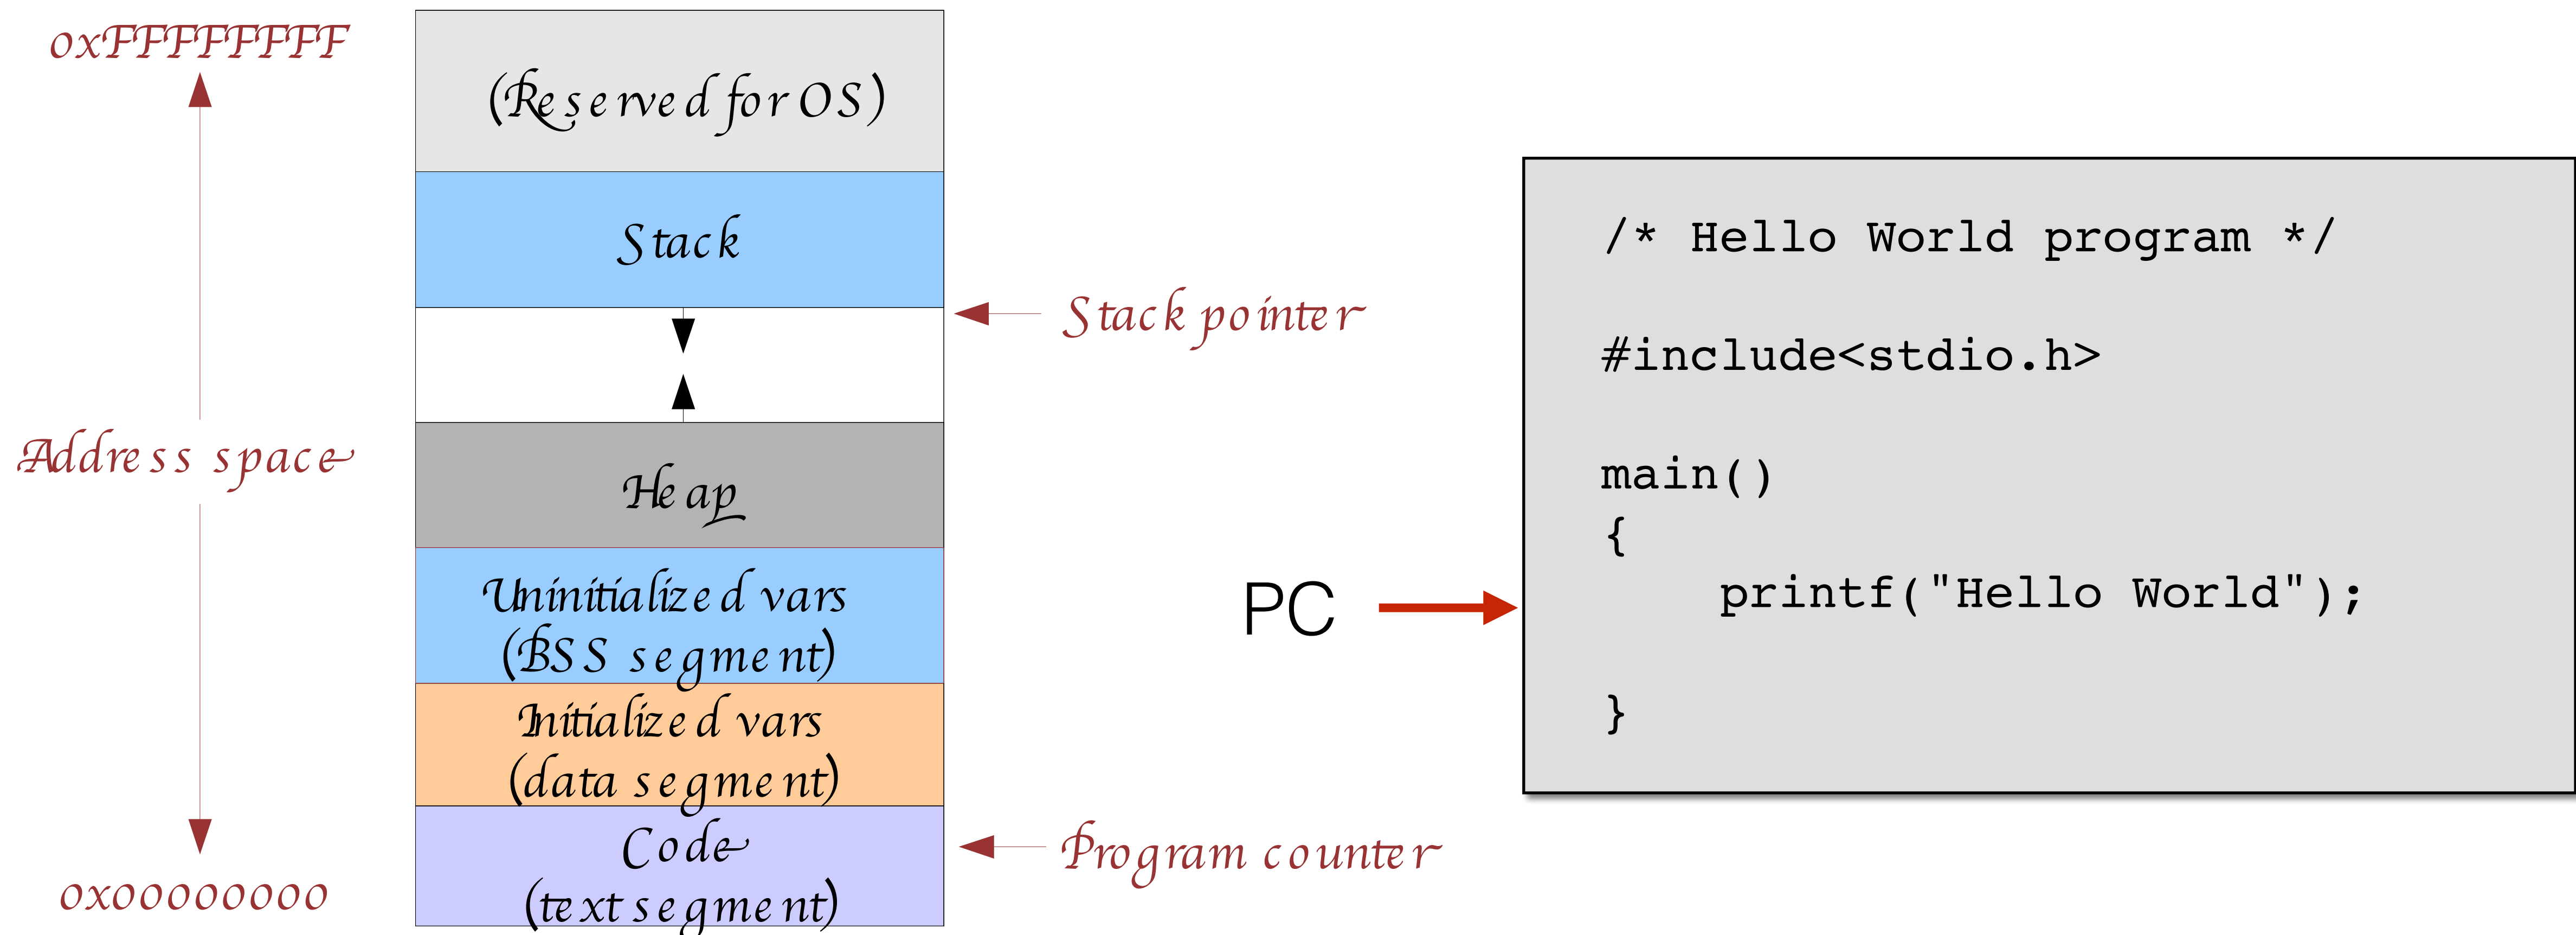 0xFFFFFFFF
Address space
0x00000000
(Reserved for OS)
Stack
Heap
Uninitialized vars
(BSS segment)
Initialized vars
(data segment)
Code
(text segment)
Stack pointer
Program counter
PC
/* Hello World program */
#include<stdio.h>
main()
{
printf("Hello World");
}